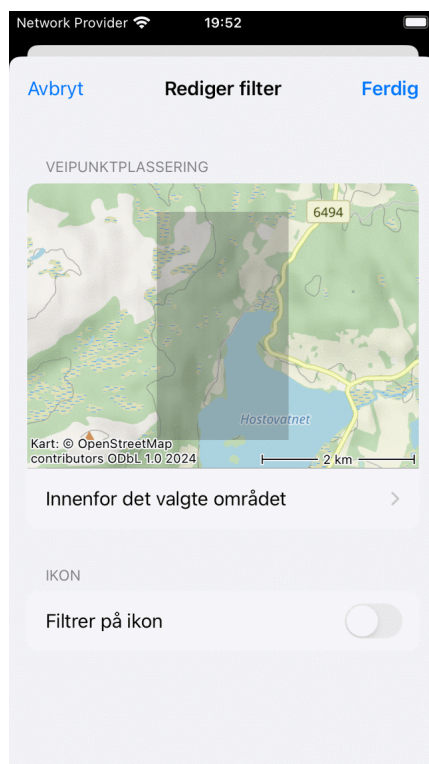 Network Provider 19:52
Avbryt Rediger filter Ferdig
VEIPUNKTPLASSERING
6494
Hostovatnet
Kart: © OpenStreetMap
contributors ODbL 1.0 2024 2 km
Innenfor det valgte området
IKON
Filtrer på ikon